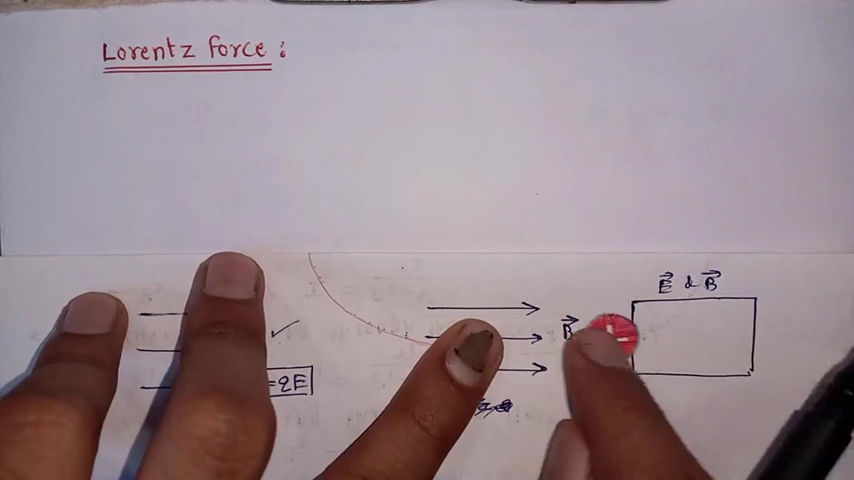 Lorentz force :
E⃗ & B⃗
B⃗
=qE